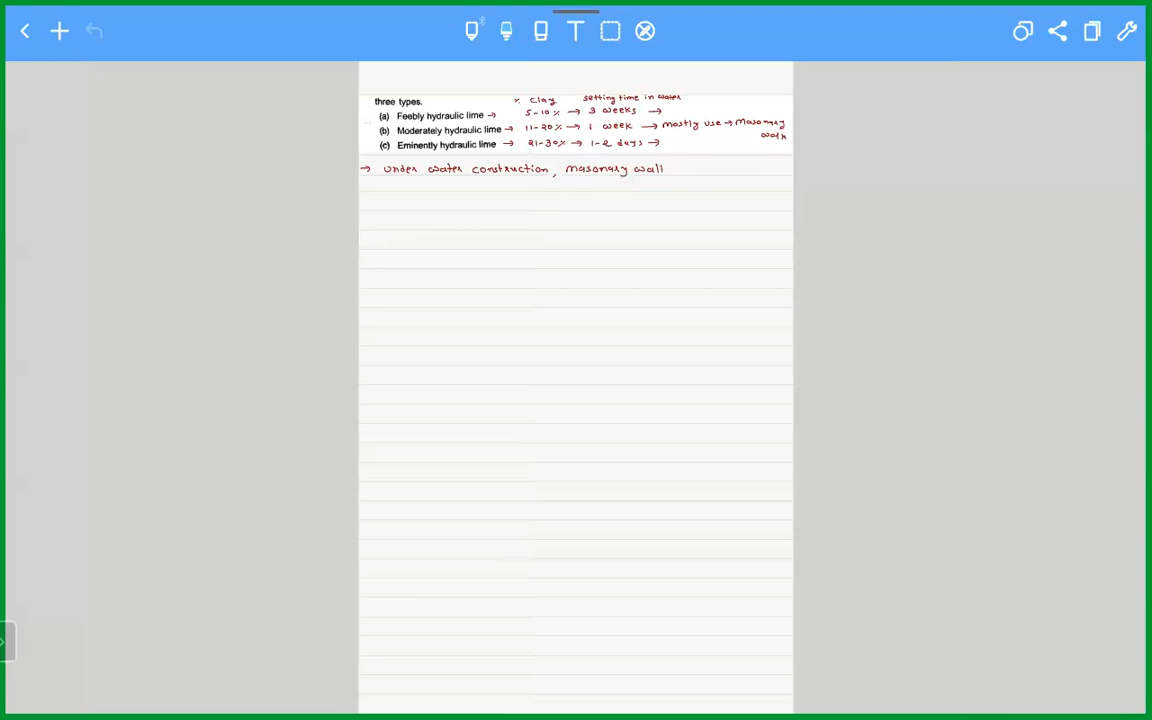 three types. % clay setting time in water
(a) Feebly hydraulic lime → 5-10 % → 3 weeks →
(b) Moderately hydraulic lime → 11-20% → 1 week → mostly use → Masonary walk
(c) Eminently hydraulic lime → 21-30% → 1-2 days →
→ under water construction, masonary wall